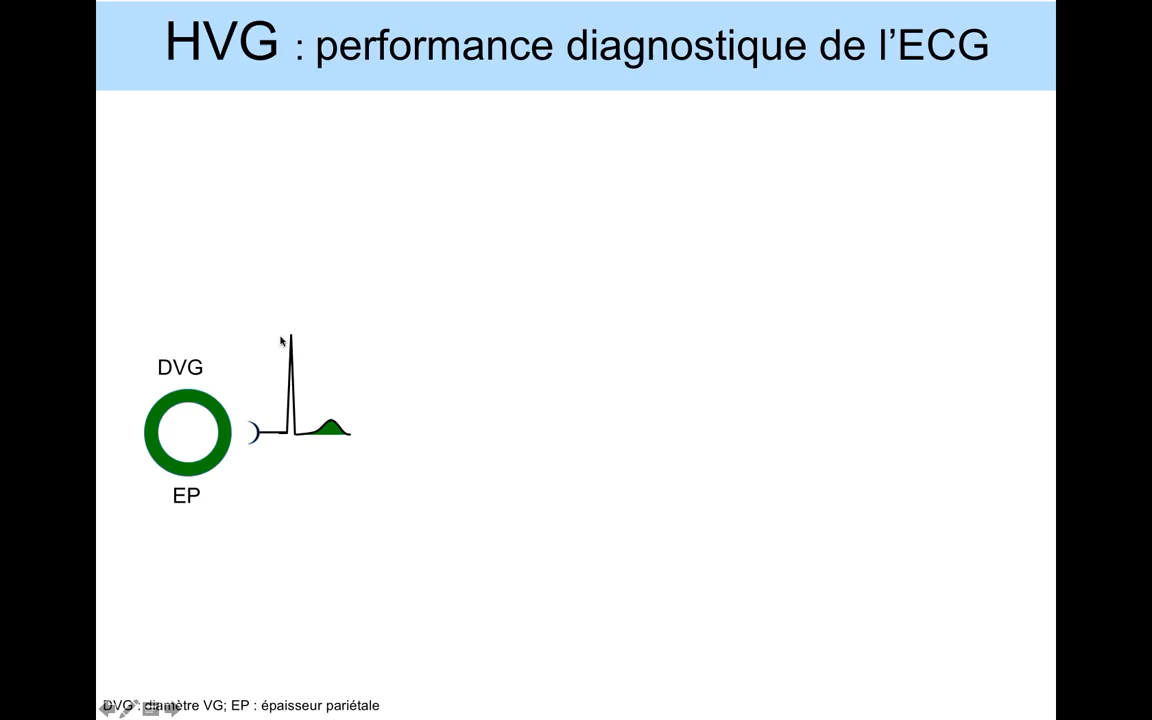 HVG : performance diagnostique de l’ECG
DVG
EP
DVG : diamètre VG; EP : épaisseur pariétale